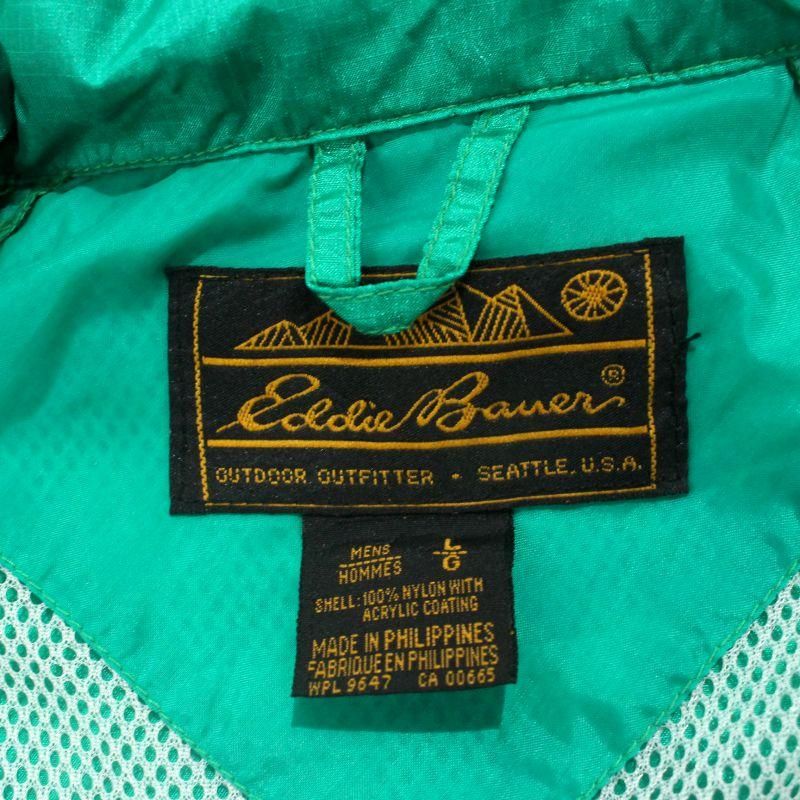 Eddie Bauer®
OUTDOOR OUTFITTER • SEATTLE, U.S.A.
MENS L
HOMMES G
SHELL: 100% NYLON WITH
ACRYLIC COATING
MADE IN PHILIPPINES
FABRIQUE EN PHILIPPINES
WPL 9647 CA 00665